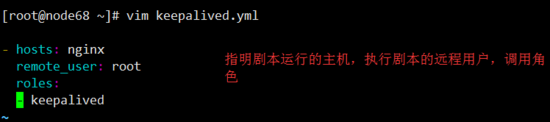 [root@node68 ~]# vim keepalived.yml
- hosts: nginx
remote_user: root
roles:
- keepalived
~
指明剧本运行的主机，执行剧本的远程用户，调用角
色